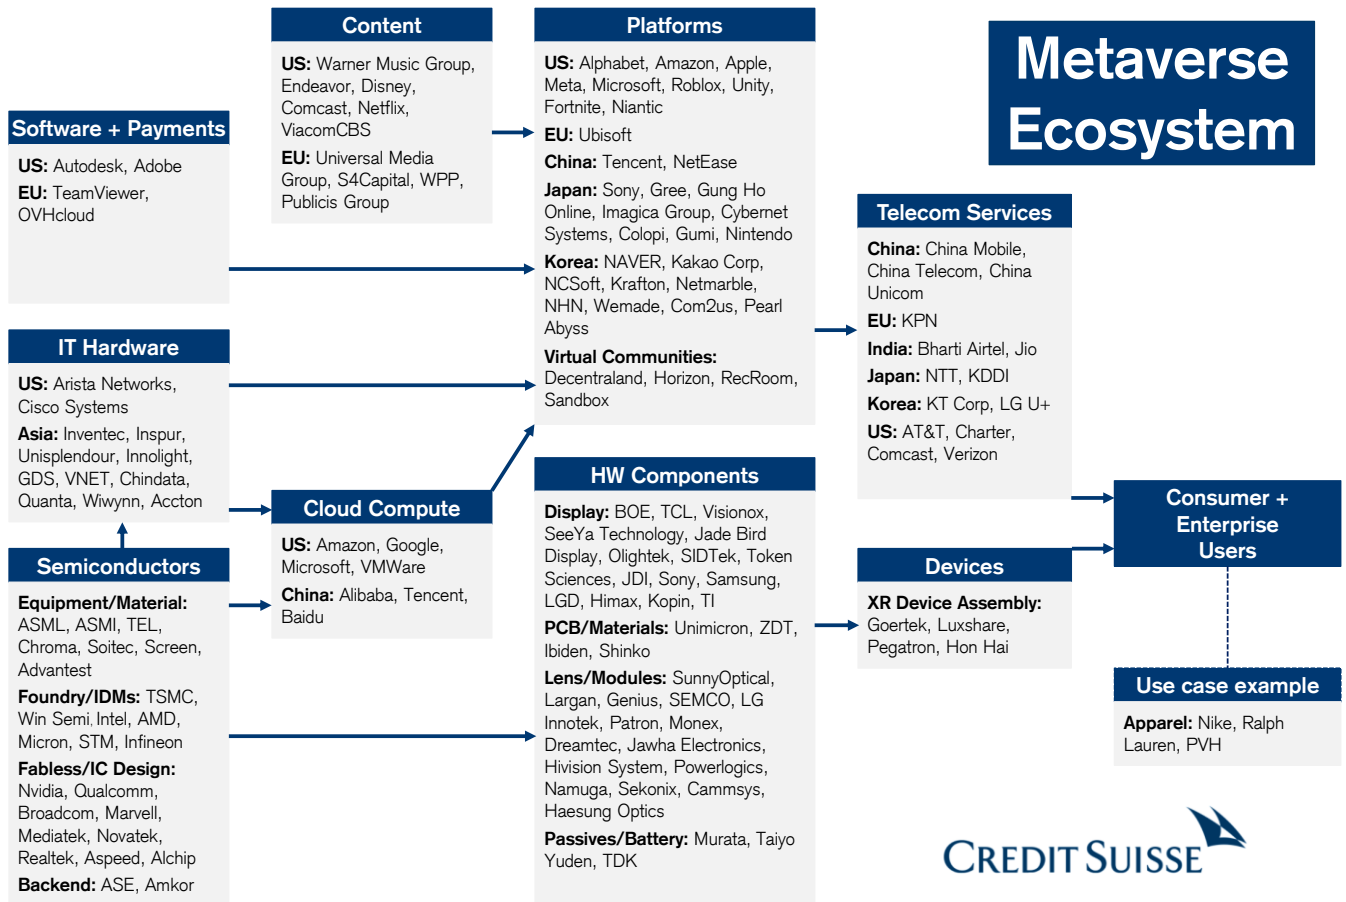 Metaverse
Ecosystem
Content
US: Warner Music Group,
Endeavor, Disney,
Comcast, Netflix,
ViacomCBS
EU: Universal Media
Group, S4Capital, WPP,
Publicis Group
Platforms
US: Alphabet, Amazon, Apple,
Meta, Microsoft, Roblox, Unity,
Fortnite, Niantic
EU: Ubisoft
China: Tencent, NetEase
Japan: Sony, Gree, Gung Ho
Online, Imagica Group, Cybernet
Systems, Colopi, Gumi, Nintendo
Korea: NAVER, Kakao Corp,
NCSoft, Krafton, Netmarble,
NHN, Wemade, Com2us, Pearl
Abyss
Virtual Communities:
Decentraland, Horizon, RecRoom,
Sandbox
Software + Payments
US: Autodesk, Adobe
EU: TeamViewer,
OVHcloud
IT Hardware
US: Arista Networks,
Cisco Systems
Asia: Inventec, Inspur,
Unisplendour, Innolight,
GDS, VNET, Chindata,
Quanta, Wiwynn, Accton
Semiconductors
Equipment/Material:
ASML, ASMI, TEL,
Chroma, Soitec, Screen,
Advantest
Foundry/IDMs: TSMC,
Win Semi, Intel, AMD,
Micron, STM, Infineon
Fabless/IC Design:
Nvidia, Qualcomm,
Broadcom, Marvell,
Mediatek, Novatek,
Realtek, Aspeed, Alchip
Backend: ASE, Amkor
Cloud Compute
US: Amazon, Google,
Microsoft, VMWare
China: Alibaba, Tencent,
Baidu
HW Components
Display: BOE, TCL, Visionox,
SeeYa Technology, Jade Bird
Display, Olightek, SIDTek, Token
Sciences, JDI, Sony, Samsung,
LGD, Himax, Kopin, TI
PCB/Materials: Unimicron, ZDT,
Ibiden, Shinko
Lens/Modules: SunnyOptical,
Largan, Genius, SEMCO, LG
Innotek, Patron, Monex,
Dreamtec, Jawha Electronics,
Hivision System, Powerlogics,
Namuga, Sekonix, Cammsys,
Haesung Optics
Passives/Battery: Murata, Taiyo
Yuden, TDK
Telecom Services
China: China Mobile,
China Telecom, China
Unicom
EU: KPN
India: Bharti Airtel, Jio
Japan: NTT, KDDI
Korea: KT Corp, LG U+
US: AT&T, Charter,
Comcast, Verizon
Devices
XR Device Assembly:
Goertek, Luxshare,
Pegatron, Hon Hai
Consumer +
Enterprise
Users
Use case example
Apparel: Nike, Ralph
Lauren, PVH
CREDIT SUISSE